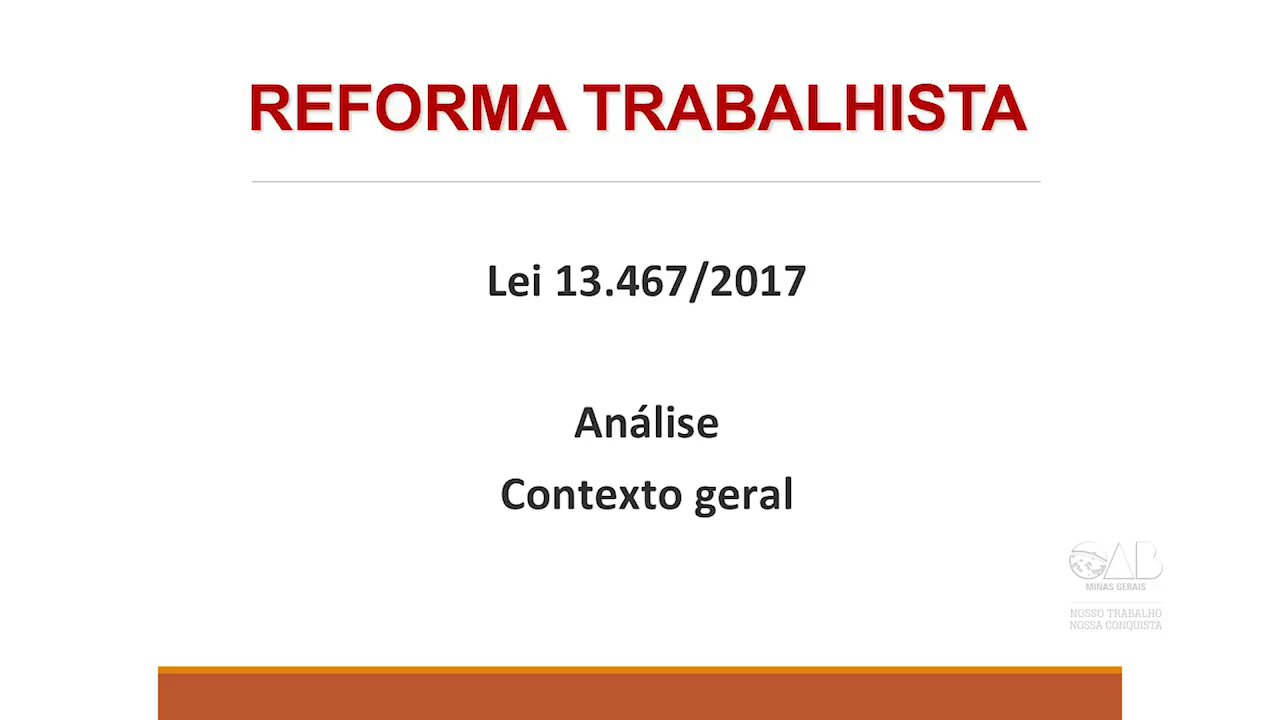 REFORMA TRABALHISTA
Lei 13.467/2017
Análise
Contexto geral
OAB
MINAS GERAIS
NOSSO TRABALHO
NOSSA CONQUISTA